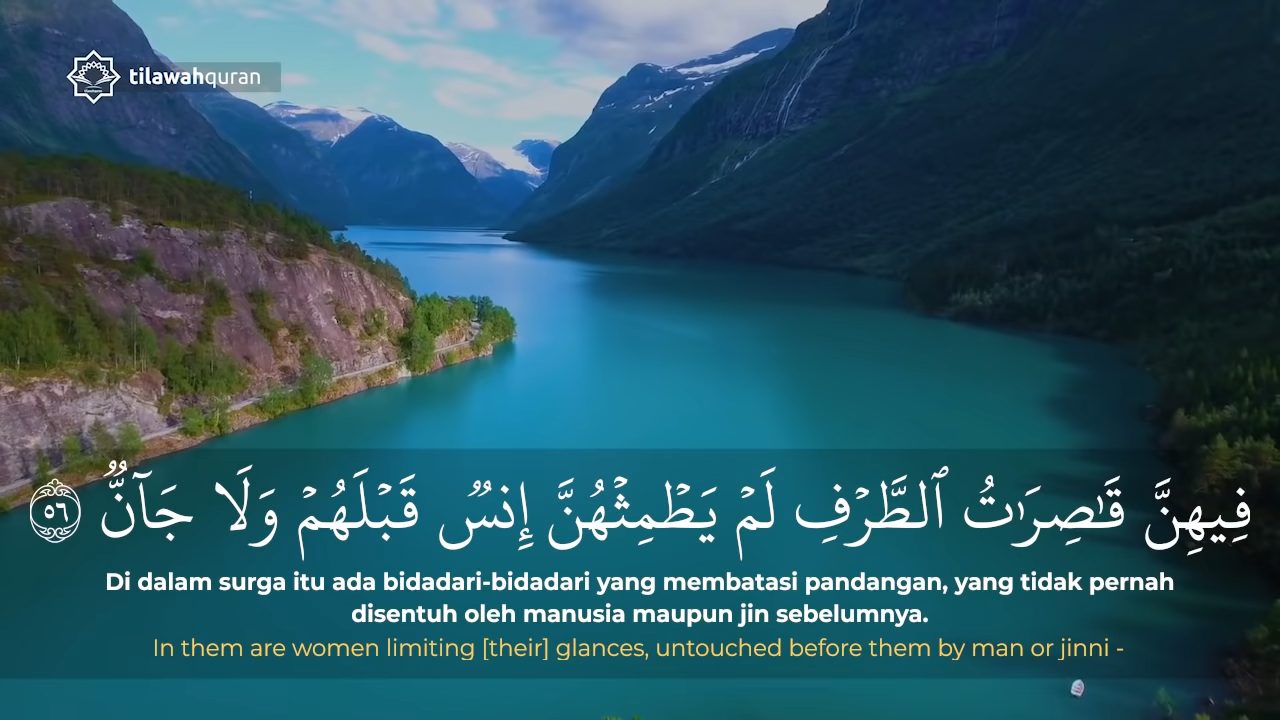 tilawahquran
فِيهِنَّ قَٰصِرَٰتُ ٱلطَّرْفِ لَمْ يَطْمِثْهُنَّ إِنسٌ قَبْلَهُمْ وَلَا جَآنٌّ ٥٦
Di dalam surga itu ada bidadari-bidadari yang membatasi pandangan, yang tidak pernah
disentuh oleh manusia maupun jin sebelumnya.
In them are women limiting [their] glances, untouched before them by man or jinni -